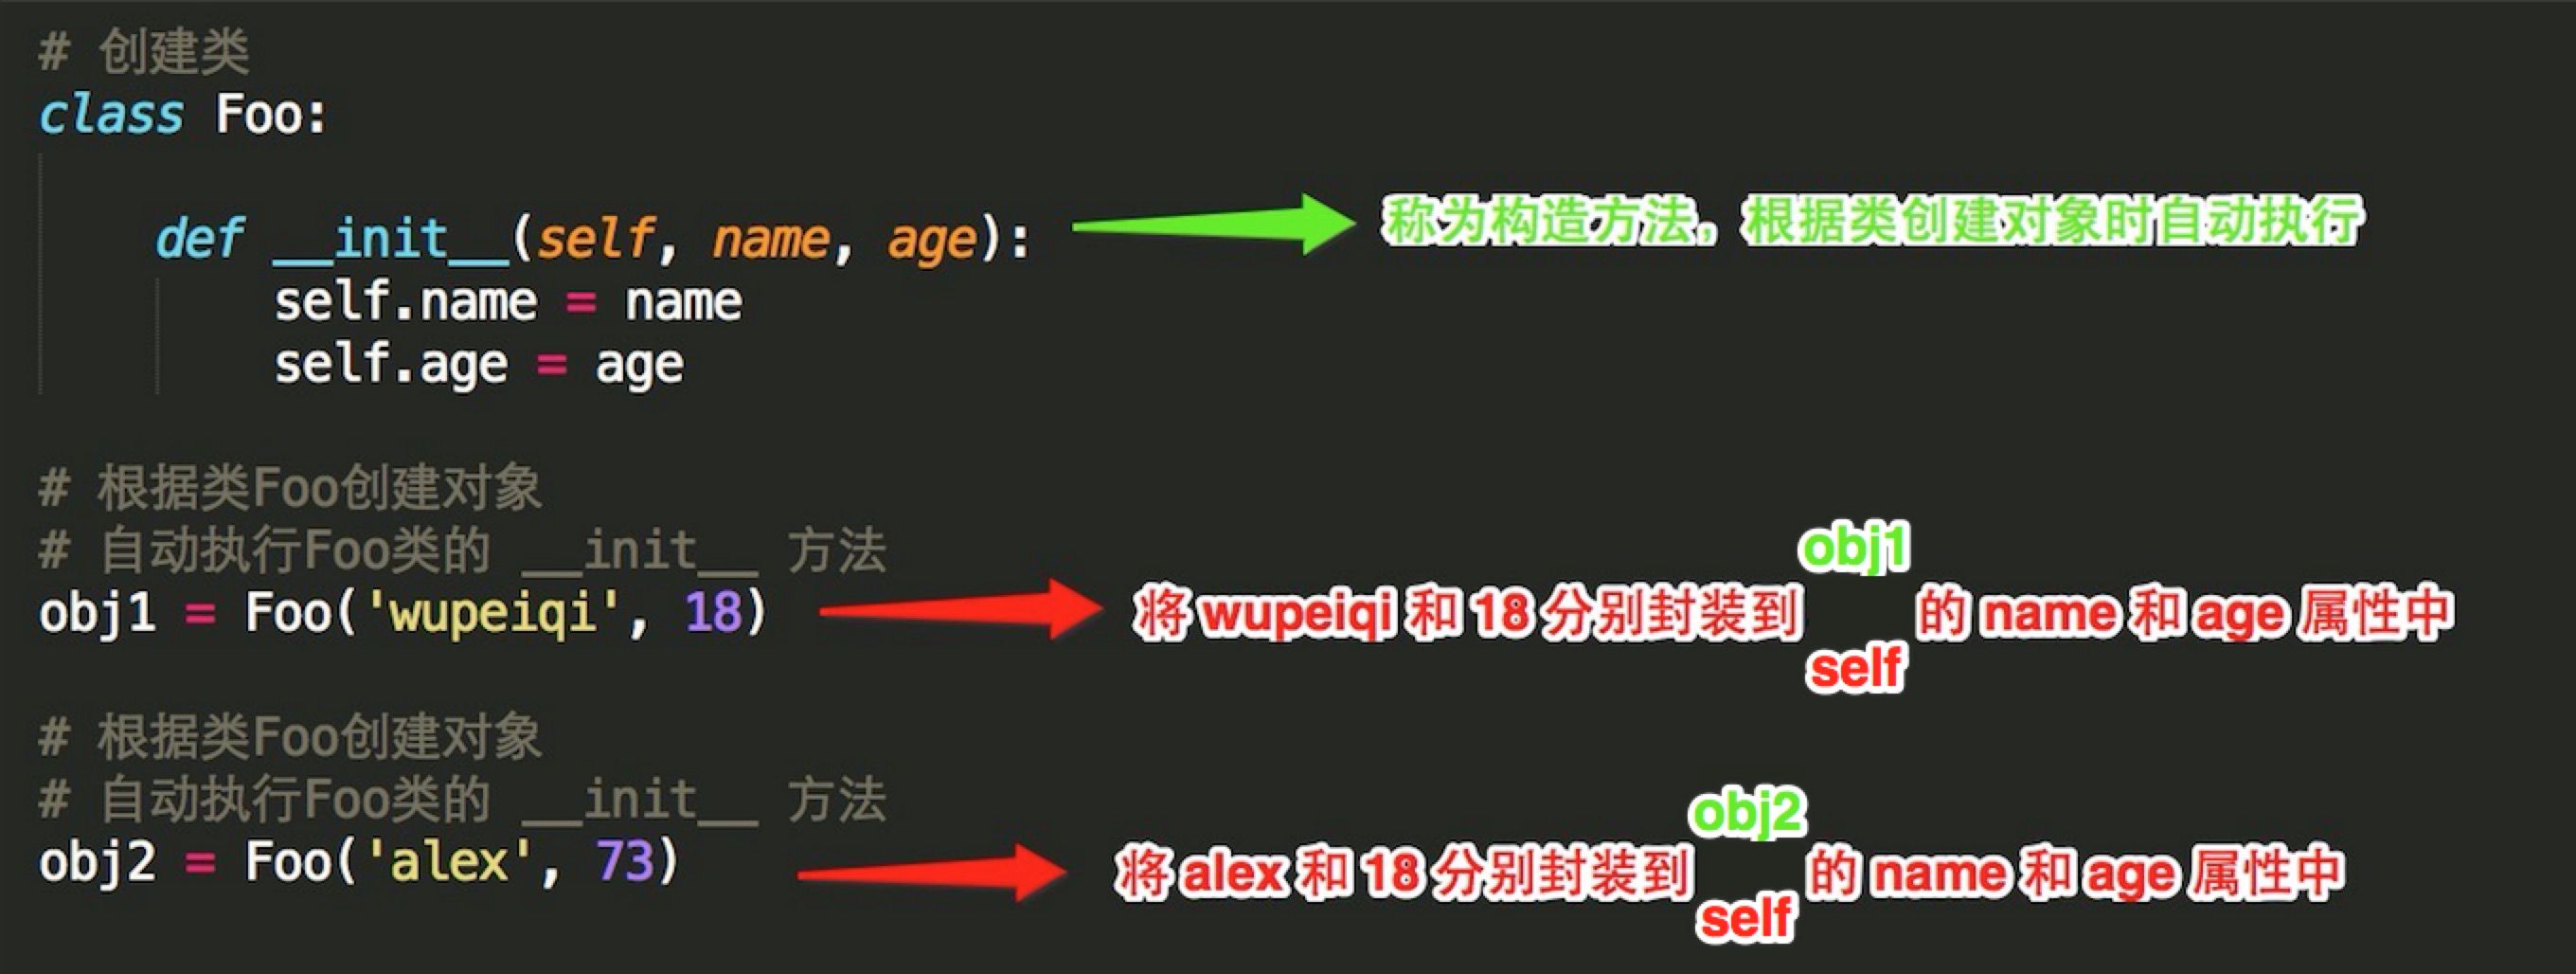 # 创建类
class Foo:
def __init__(self, name, age):
称为构造方法，根据类创建对象时自动执行
self.name = name
self.age = age
# 根据类Foo创建对象
# 自动执行Foo类的 __init__ 方法
obj1 = Foo('wupeiqi', 18)
obj1
将 wupeiqi 和 18 分别封装到 的 name 和 age 属性中
self
# 根据类Foo创建对象
# 自动执行Foo类的 __init__ 方法
obj2 = Foo('alex', 73)
obj2
将 alex 和 18 分别封装到 的 name 和 age 属性中
self